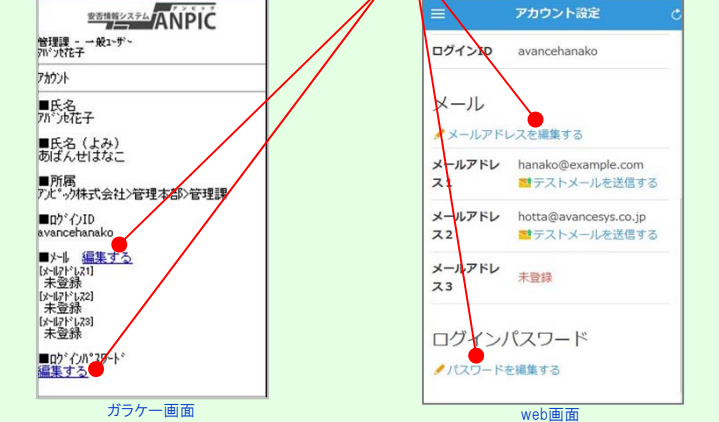 アンピック
安否情報システム ANPIC
管理課 - 一般ﾕｰｻﾞｰ
ｱﾊﾞﾝｾ花子
ｱｶｳﾝﾄ
■氏名
ｱﾊﾞﾝｾ花子
■氏名（よみ）
あばんせはなこ
■所属
ｱﾝﾋﾟｯｸ株式会社>管理本部>管理課
■ﾛｸﾞｲﾝID
avancehanako
■ﾒｰﾙ 編集する
[ﾒｰﾙｱﾄﾞﾚｽ1]
未登録
[ﾒｰﾙｱﾄﾞﾚｽ2]
未登録
[ﾒｰﾙｱﾄﾞﾚｽ3]
未登録
■ﾛｸﾞｲﾝﾊﾟｽﾜｰﾄﾞ
編集する
ガラケー画面
アカウント設定
ログインID avancehanako
メール
メールアドレスを編集する
メールアドレ hanako@example.com
ス1 テストメールを送信する
メールアドレ hotta@avancesys.co.jp
ス2 テストメールを送信する
メールアドレ 未登録
ス3
ログインパスワード
パスワードを編集する
web画面